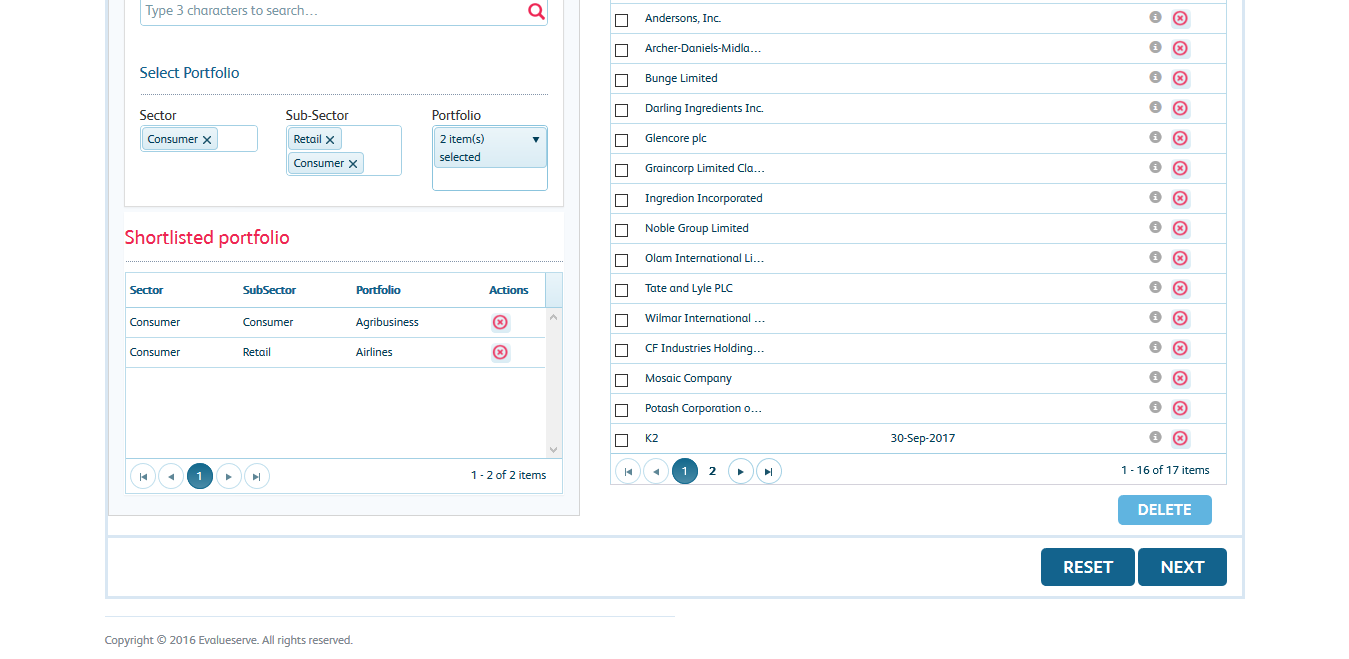 Type 3 characters to search...
Select Portfolio
Sector
Sub-Sector
Portfolio
Consumer
Retail
Consumer
2 item(s)
selected
Shortlisted portfolio
Sector SubSector Portfolio Actions
Consumer Consumer Agribusiness
Consumer Retail Airlines
1
1 - 2 of 2 items
Andersons, Inc.
Archer-Daniels-Midla...
Bunge Limited
Darling Ingredients Inc.
Glencore plc
Graincorp Limited Cla...
Ingredion Incorporated
Noble Group Limited
Olam International Li...
Tate and Lyle PLC
Wilmar International ...
CF Industries Holding...
Mosaic Company
Potash Corporation o...
K2 30-Sep-2017
1 2
1 - 16 of 17 items
DELETE
RESET NEXT
Copyright © 2016 Evalueserve. All rights reserved.